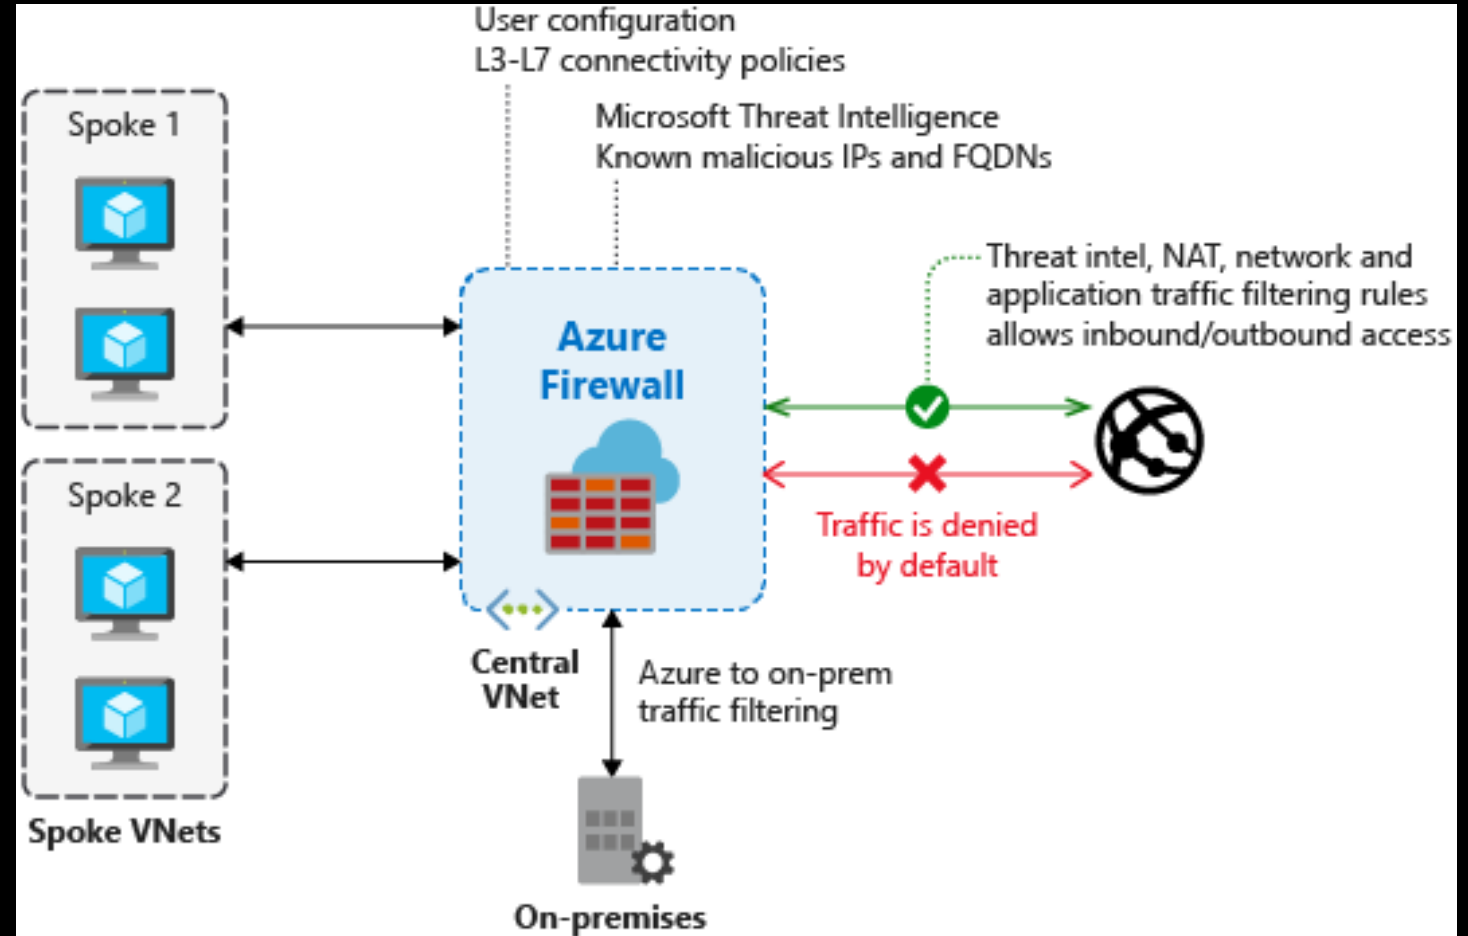 User configuration
L3-L7 connectivity policies
Microsoft Threat Intelligence
Known malicious IPs and FQDNs
Spoke 1
Threat intel, NAT, network and
application traffic filtering rules
allows inbound/outbound access
Azure
Firewall
Spoke 2
Traffic is denied
by default
Central
VNet
Azure to on-prem
traffic filtering
Spoke VNets
On-premises